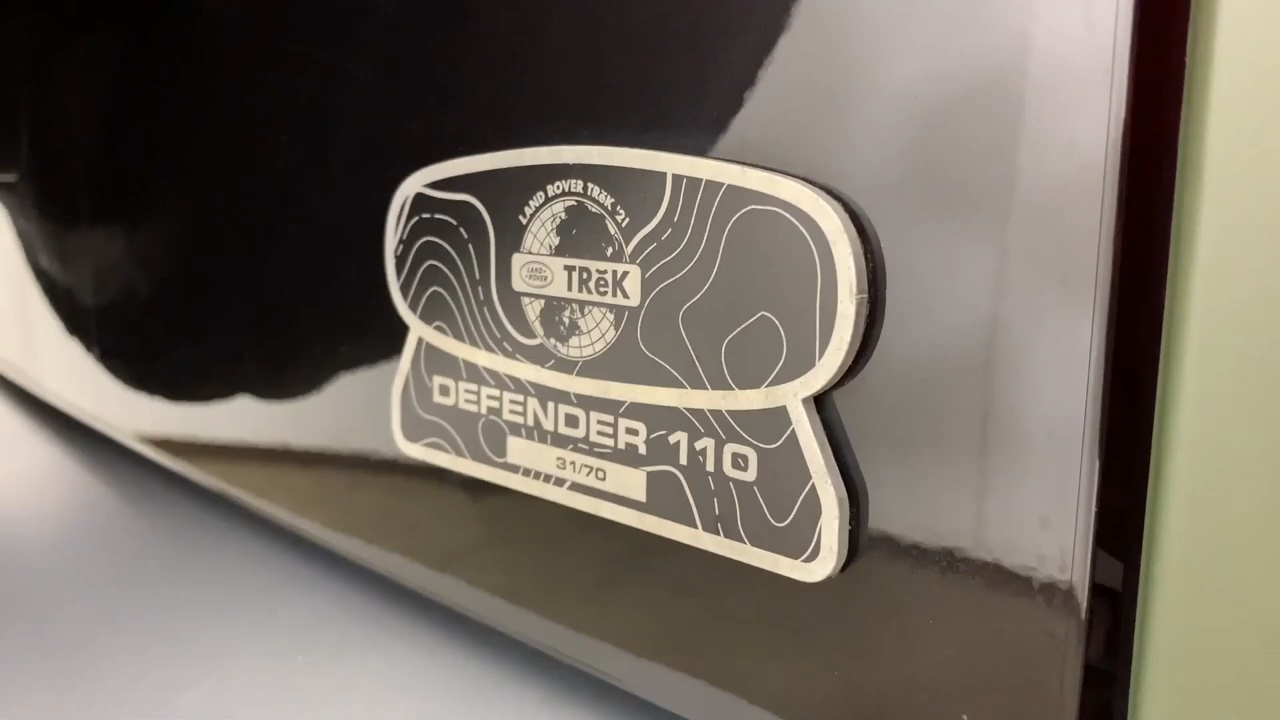 LAND ROVER TRĕK '21
LAND-
-ROVER
TRĕK
DEFENDER 110
31/70